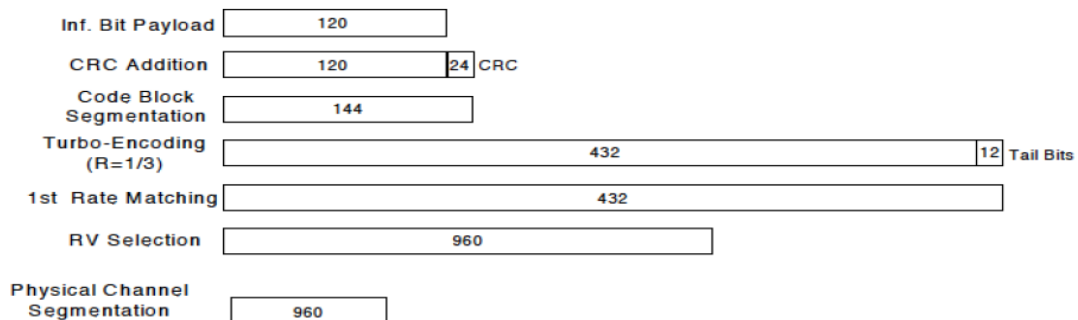 Inf. Bit Payload 120
CRC Addition 120 24 CRC
Code Block
Segmentation 144
Turbo-Encoding
(R=1/3) 432 12 Tail Bits
1st Rate Matching 432
RV Selection 960
Physical Channel
Segmentation 960